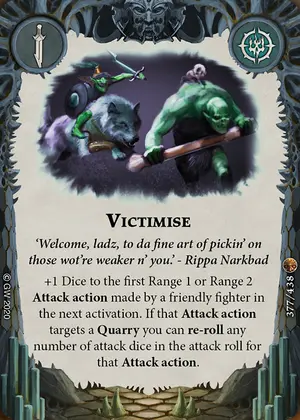 VICTIMISE
'Welcome, ladz, to da fine art of pickin' on
those wot're weaker n' you.' - Rippa Narkbad
+1 Dice to the first Range 1 or Range 2
Attack action made by a friendly fighter in
the next activation. If that Attack action
targets a Quarry you can re-roll any
number of attack dice in the attack roll for
that Attack action.
© GW 2020
377/438